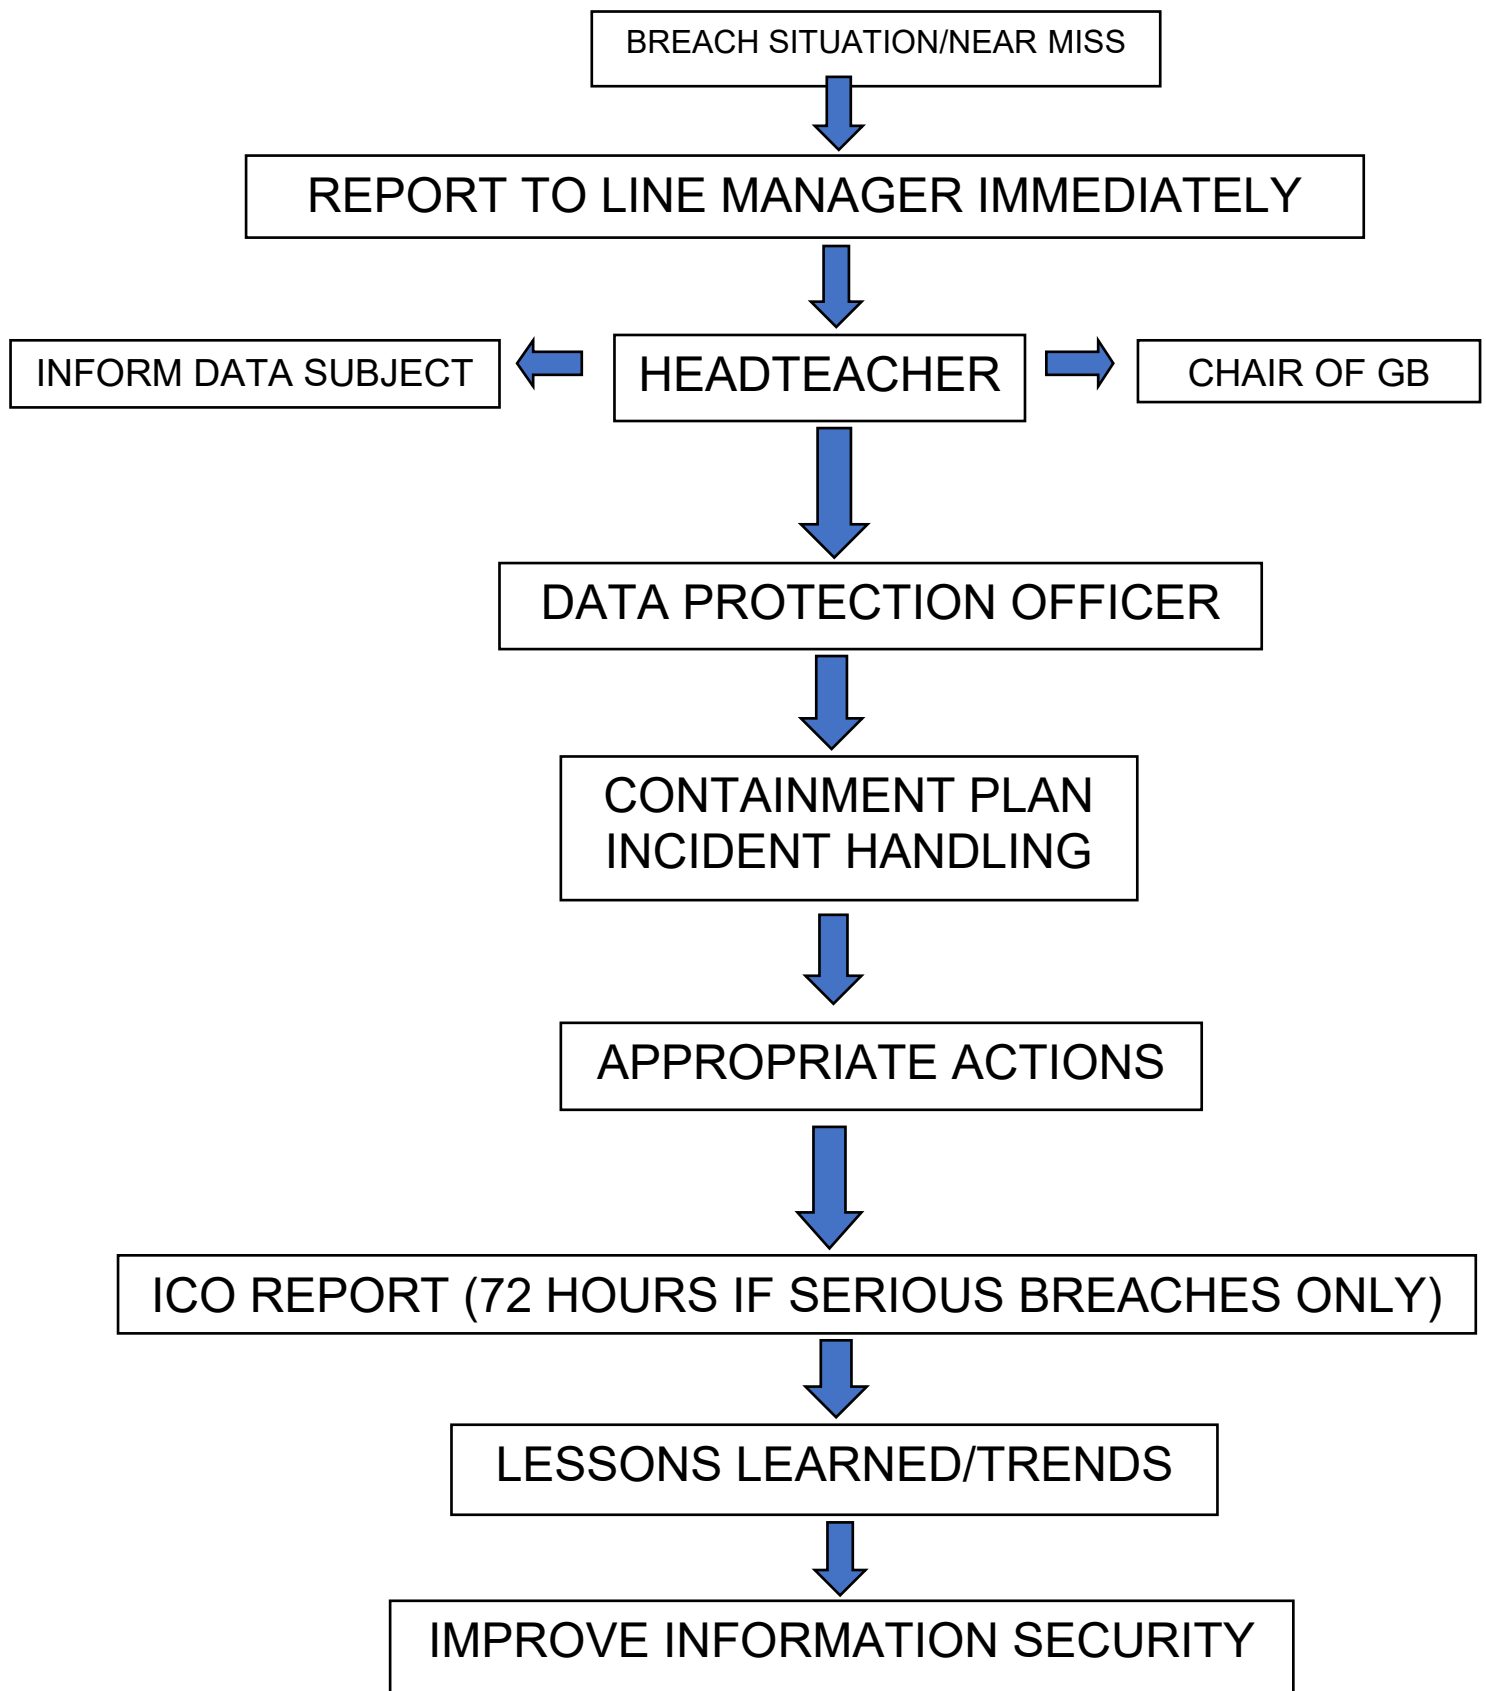 BREACH SITUATION/NEAR MISS
REPORT TO LINE MANAGER IMMEDIATELY
INFORM DATA SUBJECT
HEADTEACHER
CHAIR OF GB
DATA PROTECTION OFFICER
CONTAINMENT PLAN
INCIDENT HANDLING
APPROPRIATE ACTIONS
ICO REPORT (72 HOURS IF SERIOUS BREACHES ONLY)
LESSONS LEARNED/TRENDS
IMPROVE INFORMATION SECURITY